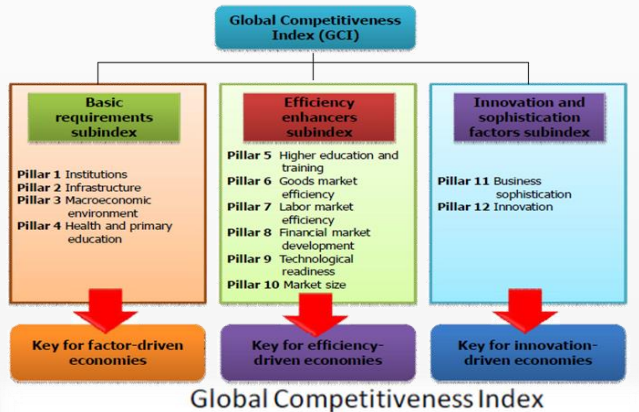 Global Competitiveness
Index (GCI)
Basic
requirements
subindex
Pillar 1 Institutions
Pillar 2 Infrastructure
Pillar 3 Macroeconomic
environment
Pillar 4 Health and primary
education
Key for factor-driven
economies
Efficiency
enhancers
subindex
Pillar 5 Higher education and
training
Pillar 6 Goods market
efficiency
Pillar 7 Labor market
efficiency
Pillar 8 Financial market
development
Pillar 9 Technological
readiness
Pillar 10 Market size
Key for efficiency-
driven economies
Innovation and
sophistication
factors subindex
Pillar 11 Business
sophistication
Pillar 12 Innovation
Key for innovation-
driven economies
Global Competitiveness Index